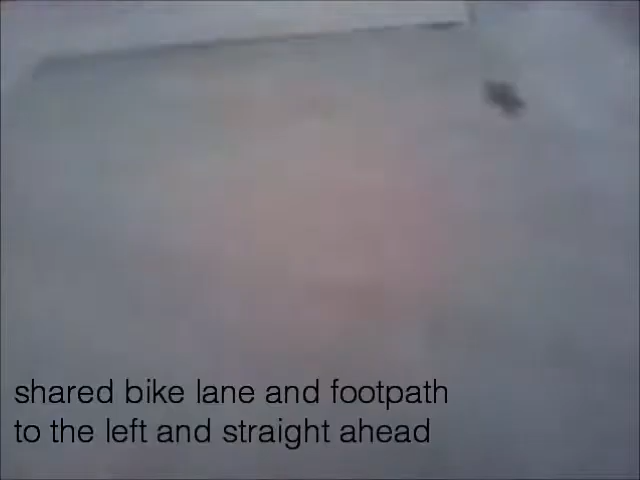 shared bike lane and footpath
to the left and straight ahead